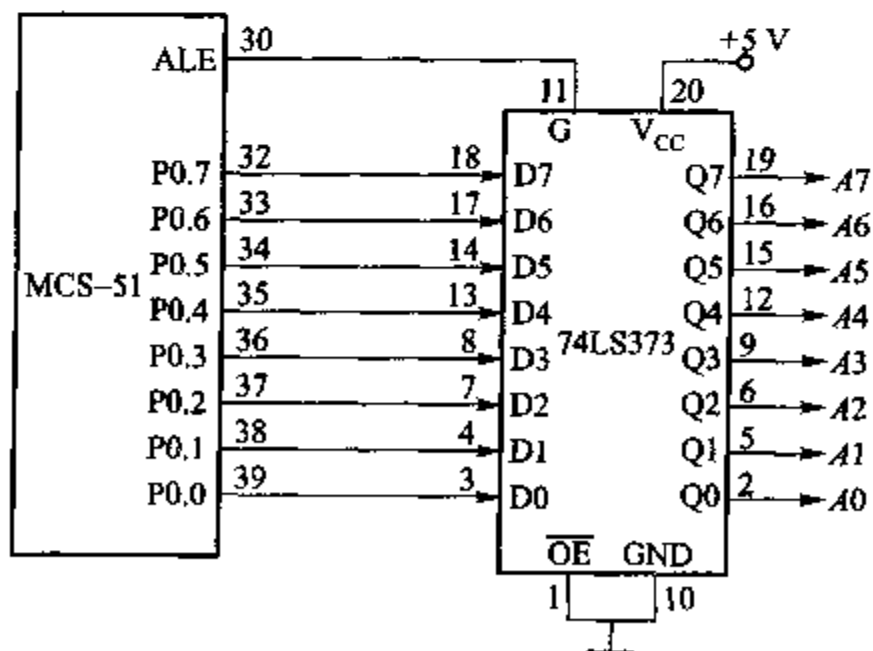 +5 V
ALE 30
11 20
G VCC
P0.7 32 18 D7 Q7 19 A7
P0.6 33 17 D6 Q6 16 A6
P0.5 34 14 D5 Q5 15 A5
MCS-51
P0.4 35 13 D4 Q4 12 A4
74LS373
P0.3 36 8 D3 Q3 9 A3
P0.2 37 7 D2 Q2 6 A2
P0.1 38 4 D1 Q1 5 A1
P0.0 39 3 D0 Q0 2 A0
OE GND
1 10